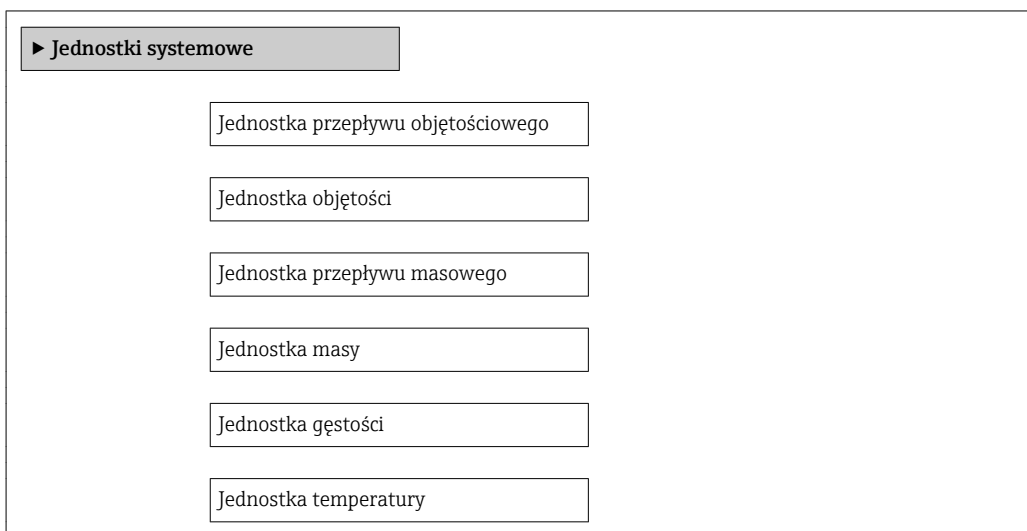 ▶ Jednostki systemowe
Jednostka przepływu objętościowego
Jednostka objętości
Jednostka przepływu masowego
Jednostka masy
Jednostka gęstości
Jednostka temperatury